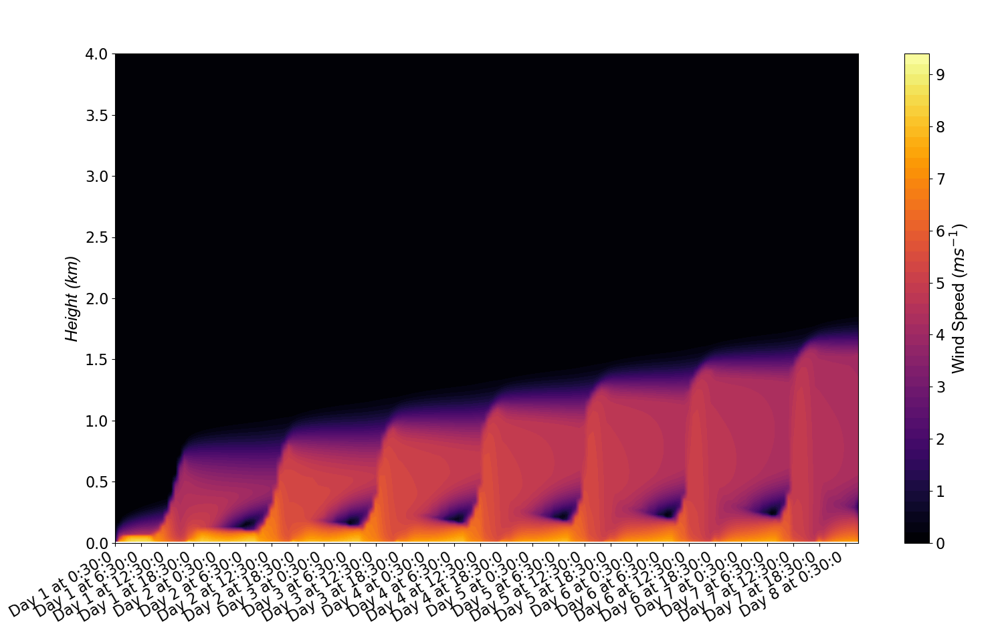 4.0
3.5
3.0
2.5
2.0
1.5
1.0
0.5
0.0
Height (km)
Day 1 at 0:30:0
Day 1 at 6:30:0
Day 1 at 12:30:0
Day 1 at 18:30:0
Day 2 at 0:30:0
Day 2 at 6:30:0
Day 2 at 12:30:0
Day 2 at 18:30:0
Day 3 at 0:30:0
Day 3 at 6:30:0
Day 3 at 12:30:0
Day 3 at 18:30:0
Day 4 at 0:30:0
Day 4 at 6:30:0
Day 4 at 12:30:0
Day 4 at 18:30:0
Day 5 at 0:30:0
Day 5 at 6:30:0
Day 5 at 12:30:0
Day 5 at 18:30:0
Day 6 at 0:30:0
Day 6 at 6:30:0
Day 6 at 12:30:0
Day 6 at 18:30:0
Day 7 at 0:30:0
Day 7 at 6:30:0
Day 7 at 12:30:0
Day 7 at 18:30:0
Day 8 at 0:30:0
9
8
7
6
5
4
3
2
1
0
Wind Speed (ms⁻¹)